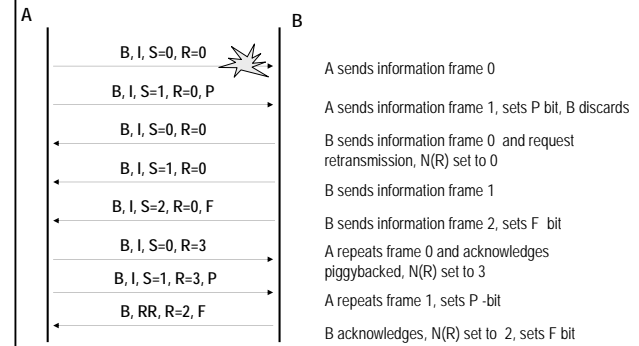 A
B
B, I, S=0, R=0
A sends information frame 0
B, I, S=1, R=0, P
A sends information frame 1, sets P bit, B discards
B, I, S=0, R=0
B sends information frame 0 and request
retransmission, N(R) set to 0
B, I, S=1, R=0
B sends information frame 1
B, I, S=2, R=0, F
B sends information frame 2, sets F bit
B, I, S=0, R=3
A repeats frame 0 and acknowledges
piggybacked, N(R) set to 3
B, I, S=1, R=3, P
A repeats frame 1, sets P -bit
B, RR, R=2, F
B acknowledges, N(R) set to 2, sets F bit